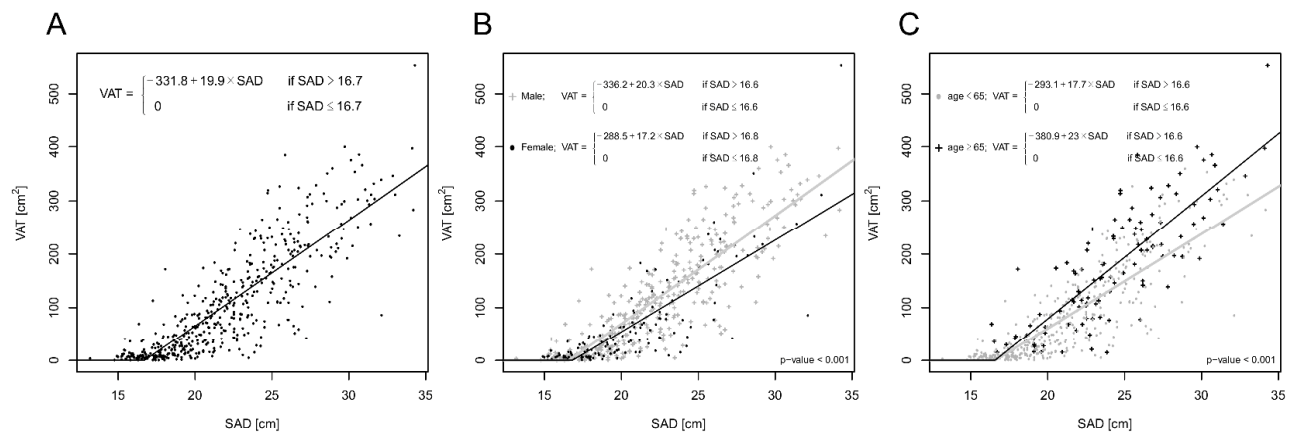 A
VAT = −331.8 + 19.9 × SAD if SAD > 16.7
0 if SAD ≤ 16.7
VAT [cm²]
500
400
300
200
100
0
15 20 25 30 35
SAD [cm]
B
Male; VAT = −336.2 + 20.3 × SAD if SAD > 16.6
0 if SAD ≤ 16.6
Female; VAT = −288.5 + 17.2 × SAD if SAD > 16.8
0 if SAD ≤ 16.8
VAT [cm²]
500
400
300
200
100
0
p−value < 0.001
15 20 25 30 35
SAD [cm]
C
age < 65; VAT = −293.1 + 17.7 × SAD if SAD > 16.6
0 if SAD ≤ 16.6
age ≥ 65; VAT = −380.9 + 23 × SAD if SAD > 16.6
0 if SAD ≤ 16.6
VAT [cm²]
500
400
300
200
100
0
p−value < 0.001
15 20 25 30 35
SAD [cm]